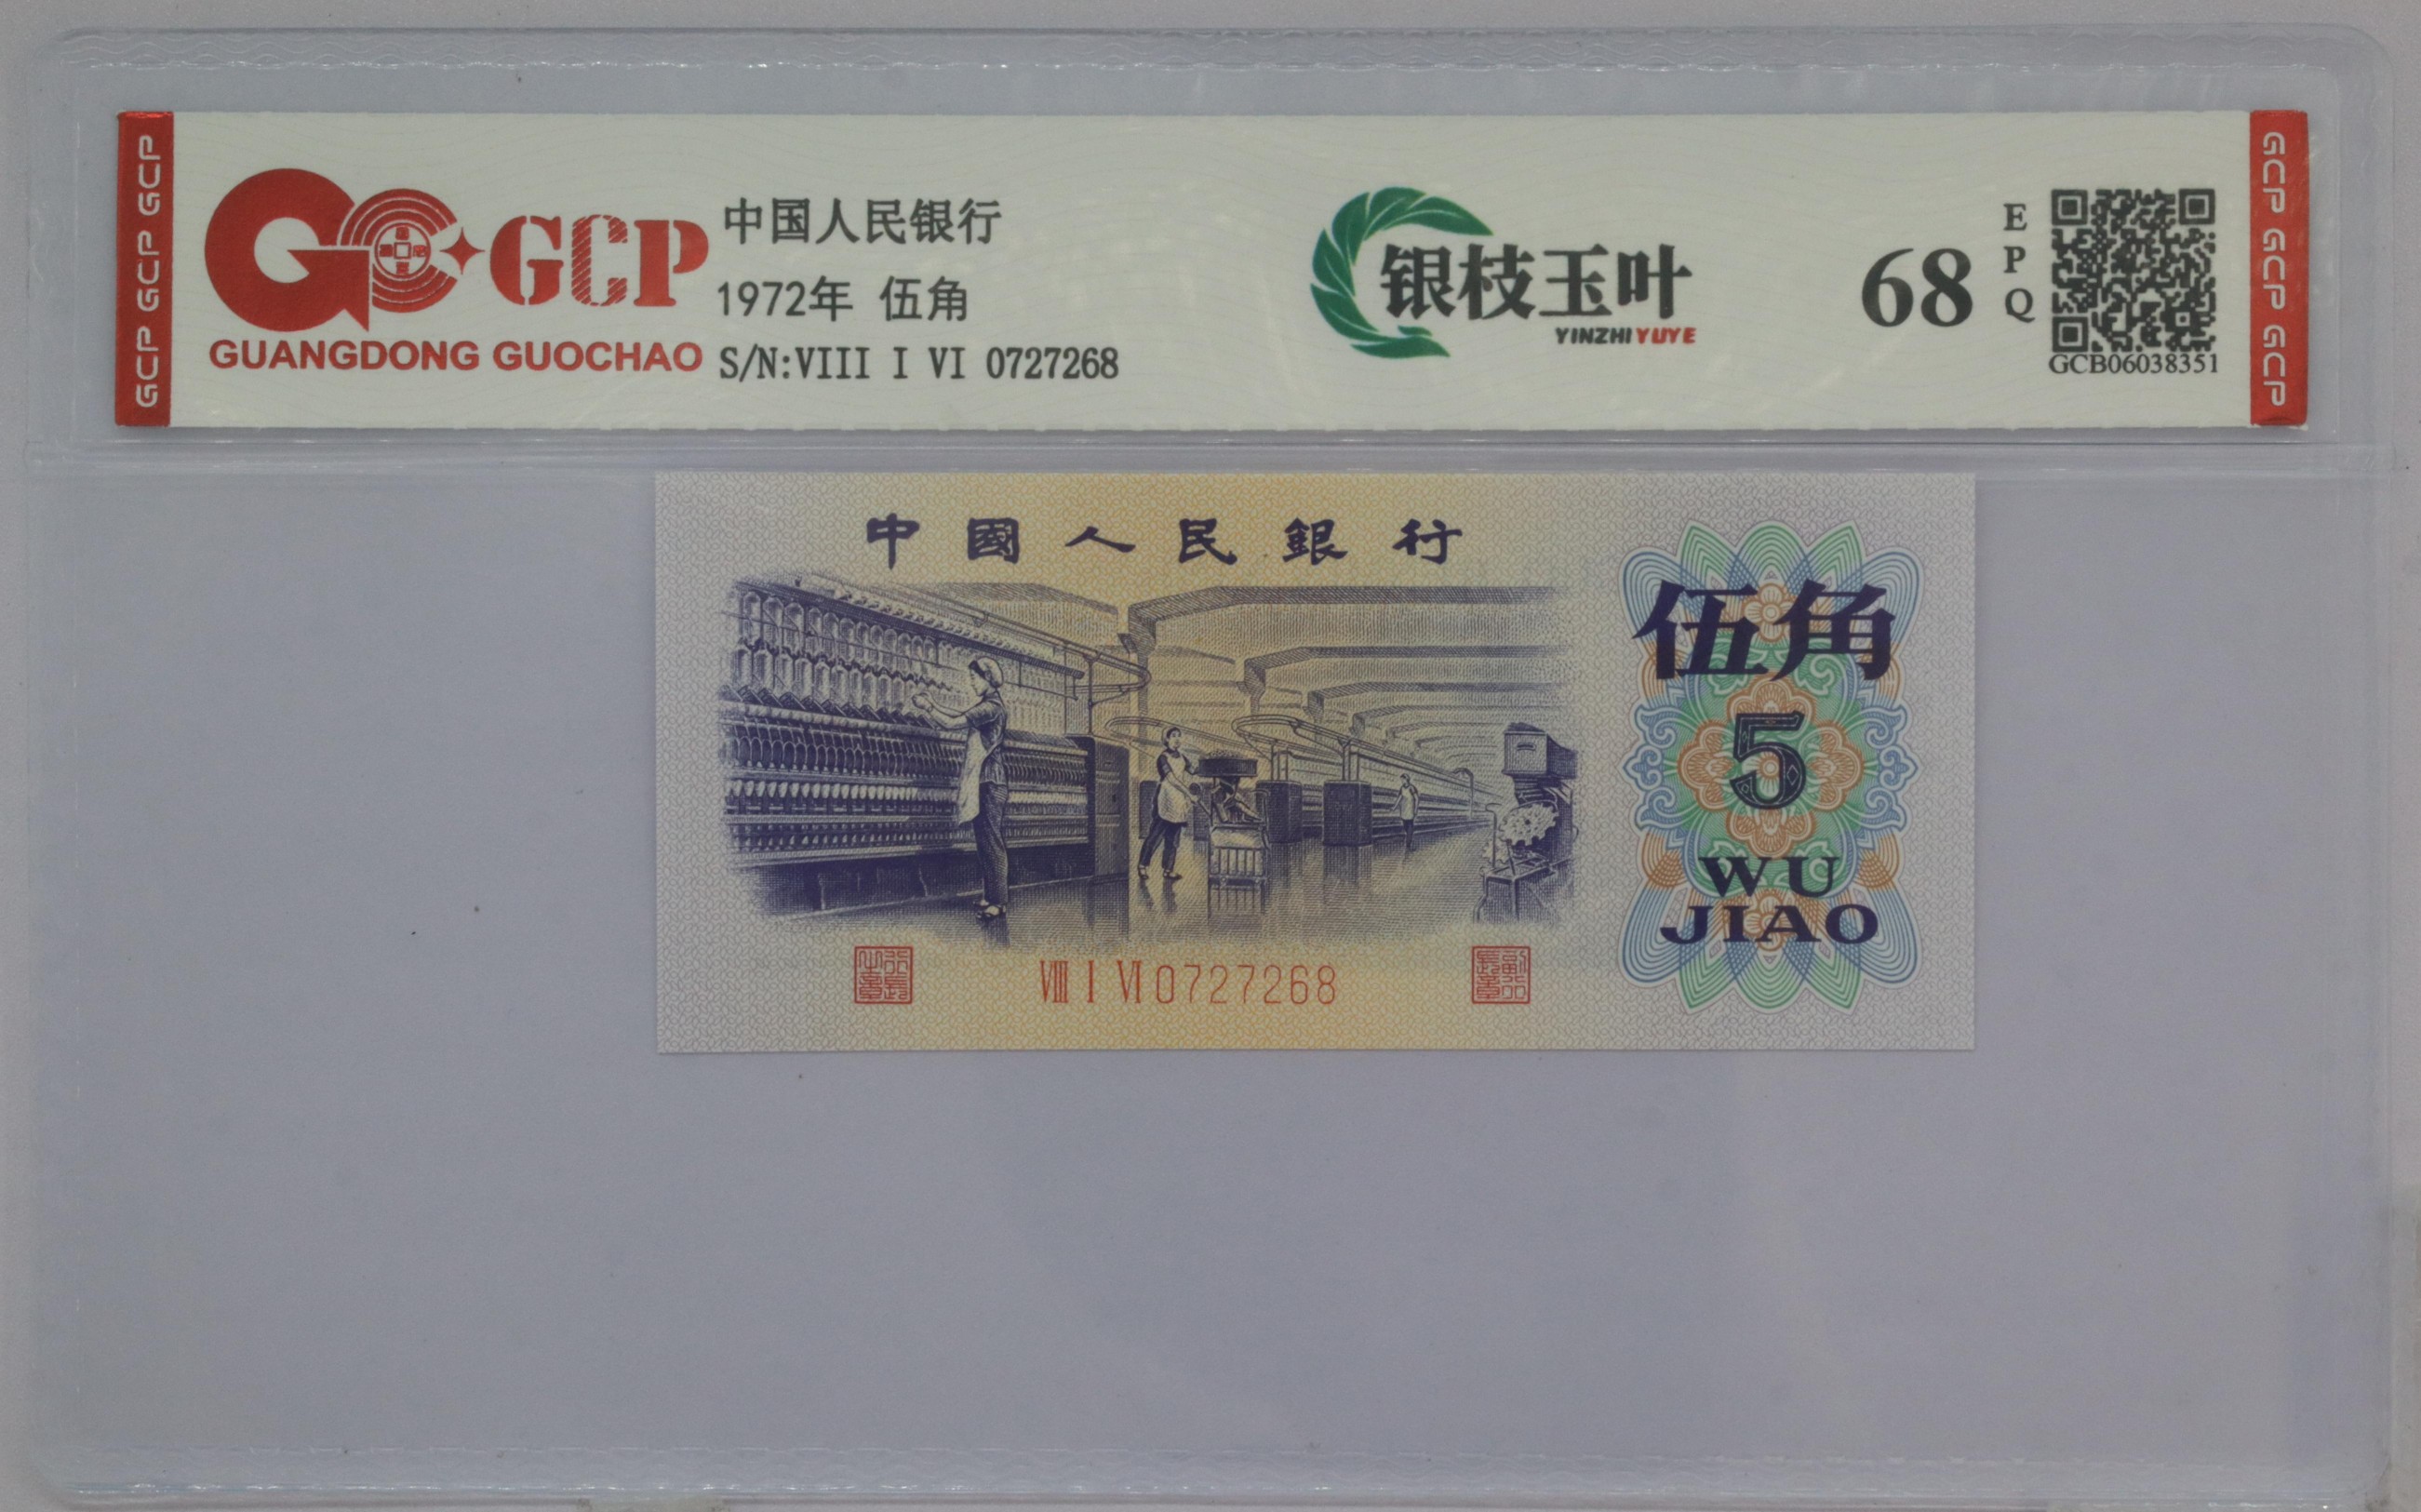 GCP GCP GCP
GCP
GUANGDONG GUOCHAO
中国人民银行
1972年 伍角
S/N:VIII I VI 0727268
银枝玉叶
YINZHI YUYE
68
EPQ
GCB06038351
GCP GCP GCP
中國人民銀行
伍角
5
WU
JIAO
VIII I VI 0727268